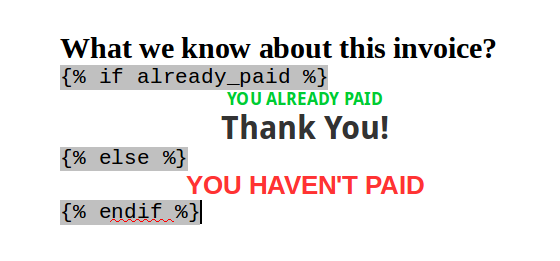 What we know about this invoice?
{% if already_paid %}
YOU ALREADY PAID
Thank You!
{% else %}
YOU HAVEN'T PAID
{% endif %}